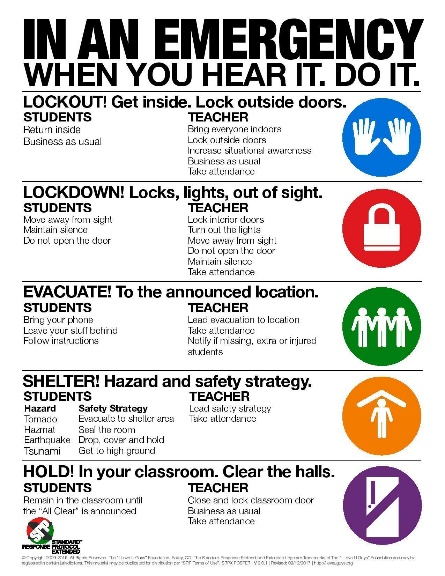 IN AN EMERGENCY
WHEN YOU HEAR IT. DO IT.
LOCKOUT! Get inside. Lock outside doors.
STUDENTS
Return inside
Business as usual
TEACHER
Bring everyone indoors
Lock outside doors
Increase situational awareness
Business as usual
Take attendance
LOCKDOWN! Locks, lights, out of sight.
STUDENTS
Move away from sight
Maintain silence
Do not open the door
TEACHER
Lock interior doors
Turn out the lights
Move away from sight
Do not open the door
Maintain silence
Take attendance
EVACUATE! To the announced location.
STUDENTS
Bring your phone
Leave your stuff behind
Follow instructions
TEACHER
Lead evacuation to location
Take attendance
Notify if missing, extra or injured
students
SHELTER! Hazard and safety strategy.
STUDENTS
Hazard Safety Strategy
Tornado Evacuate to shelter area
Hazmat Seal the room
Earthquake Drop, cover and hold
Tsunami Get to high ground
TEACHER
Lead safety strategy
Take attendance
HOLD! In your classroom. Clear the halls.
STUDENTS
Remain in the classroom until
the "All Clear" is announced
TEACHER
Close and lock classroom door
Business as usual
Take attendance
STANDARD
RESPONSE PROTOCOL
EXTENDED